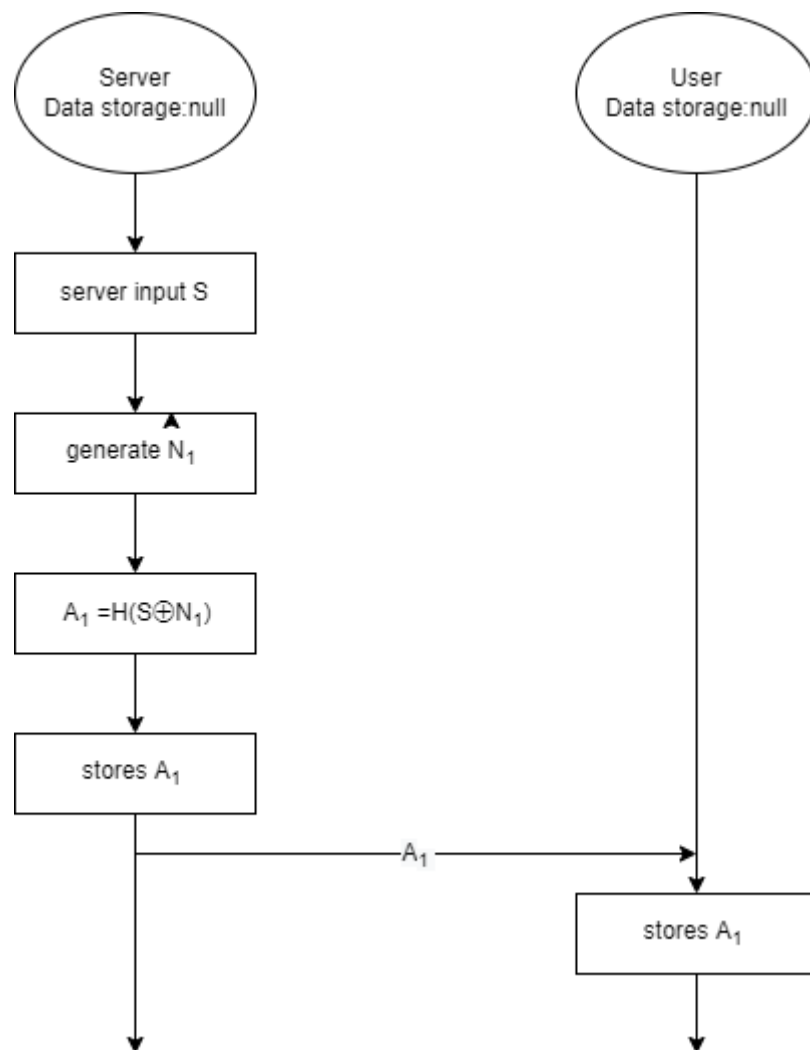 Server
Data storage:null
User
Data storage:null
server input S
generate N₁
A₁ =H(S⊕N₁)
stores A₁
A₁
stores A₁